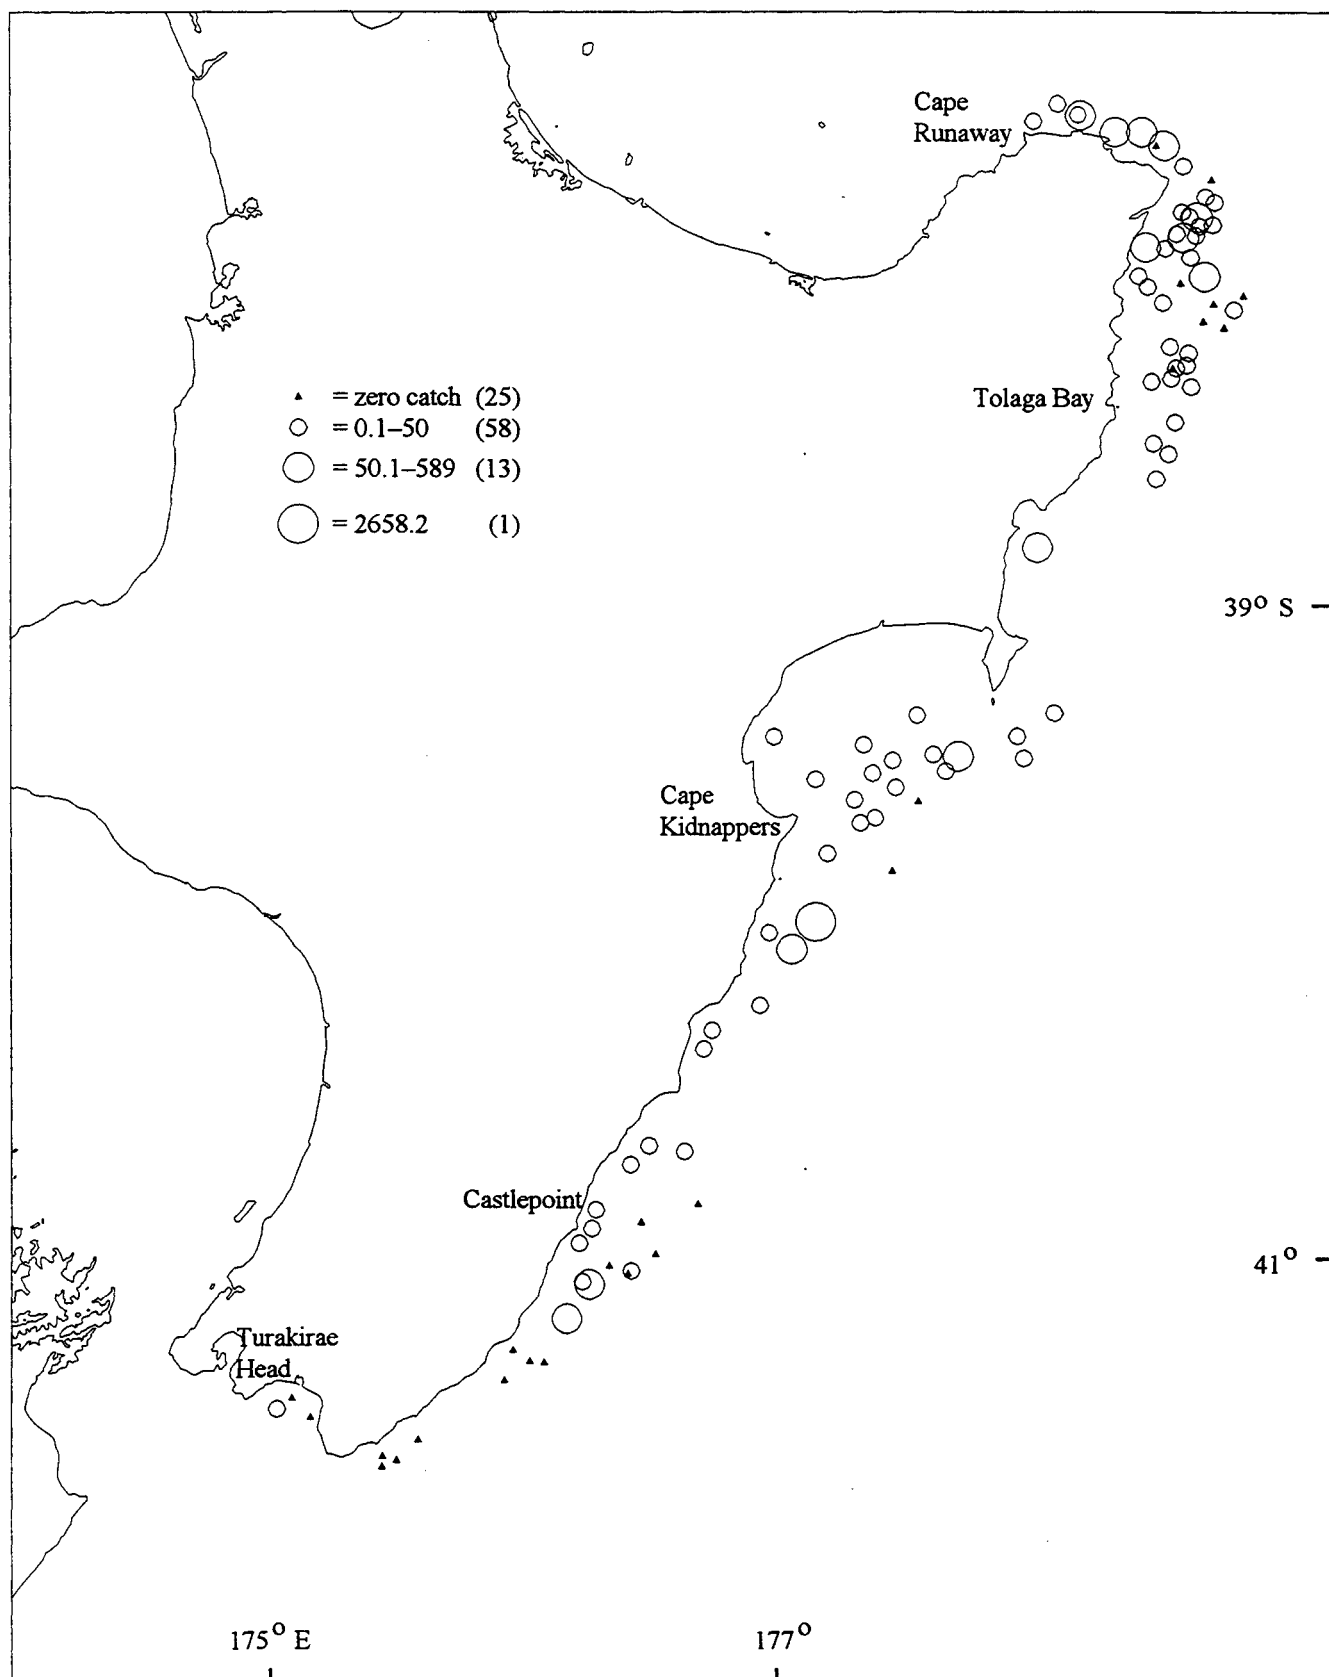 Cape
Runaway
▲ = zero catch (25)
= 0.1–50 (58)
Tolaga Bay
= 50.1–589 (13)
= 2658.2 (1)
39° S
Cape
Kidnappers
Castlepoint
41°
Turakirae
Head
175° E
177°